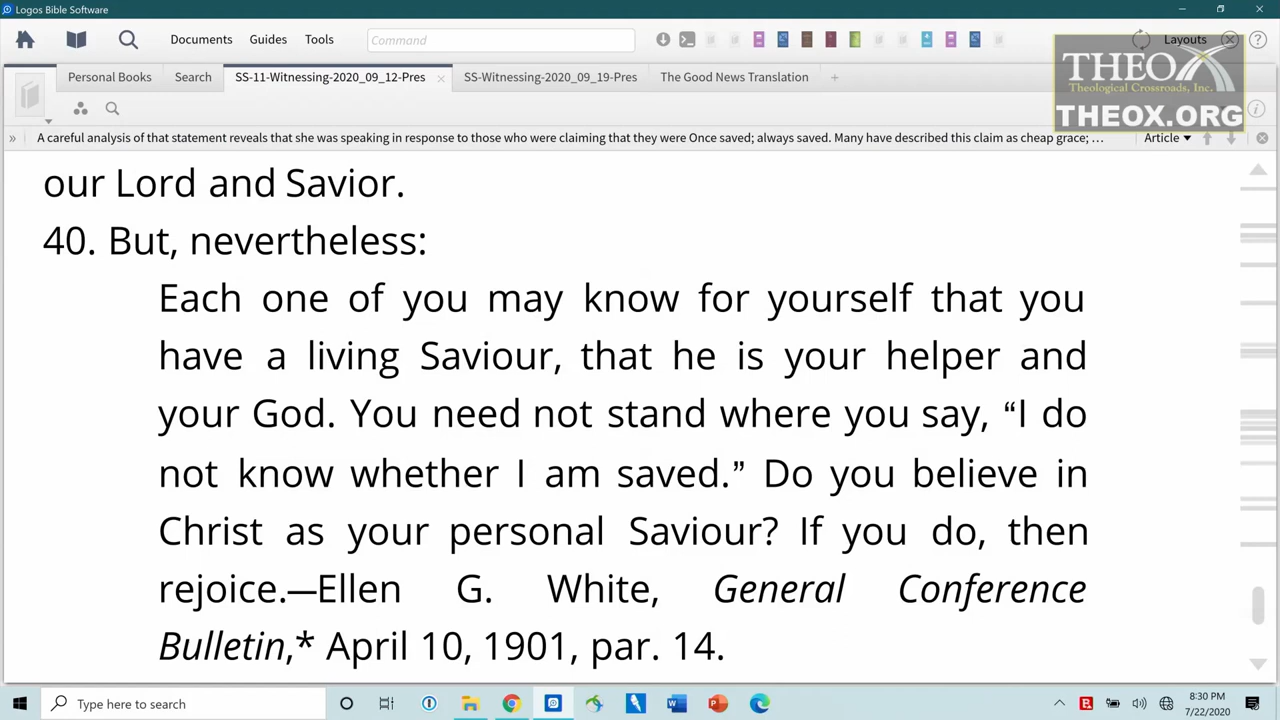 Logos Bible Software
Documents Guides Tools Command Layouts
Personal Books Search SS-11-Witnessing-2020_09_12-Pres SS-Witnessing-2020_09_19-Pres The Good News Translation
THEOX
Theological Crossroads, Inc.
THEOX.ORG
A careful analysis of that statement reveals that she was speaking in response to those who were claiming that they were Once saved; always saved. Many have described this claim as cheap grace; … Article
our Lord and Savior.
40. But, nevertheless:
Each one of you may know for yourself that you
have a living Saviour, that he is your helper and
your God. You need not stand where you say, “I do
not know whether I am saved.” Do you believe in
Christ as your personal Saviour? If you do, then
rejoice.—Ellen G. White, General Conference
Bulletin,* April 10, 1901, par. 14.
Type here to search
8:30 PM
7/22/2020